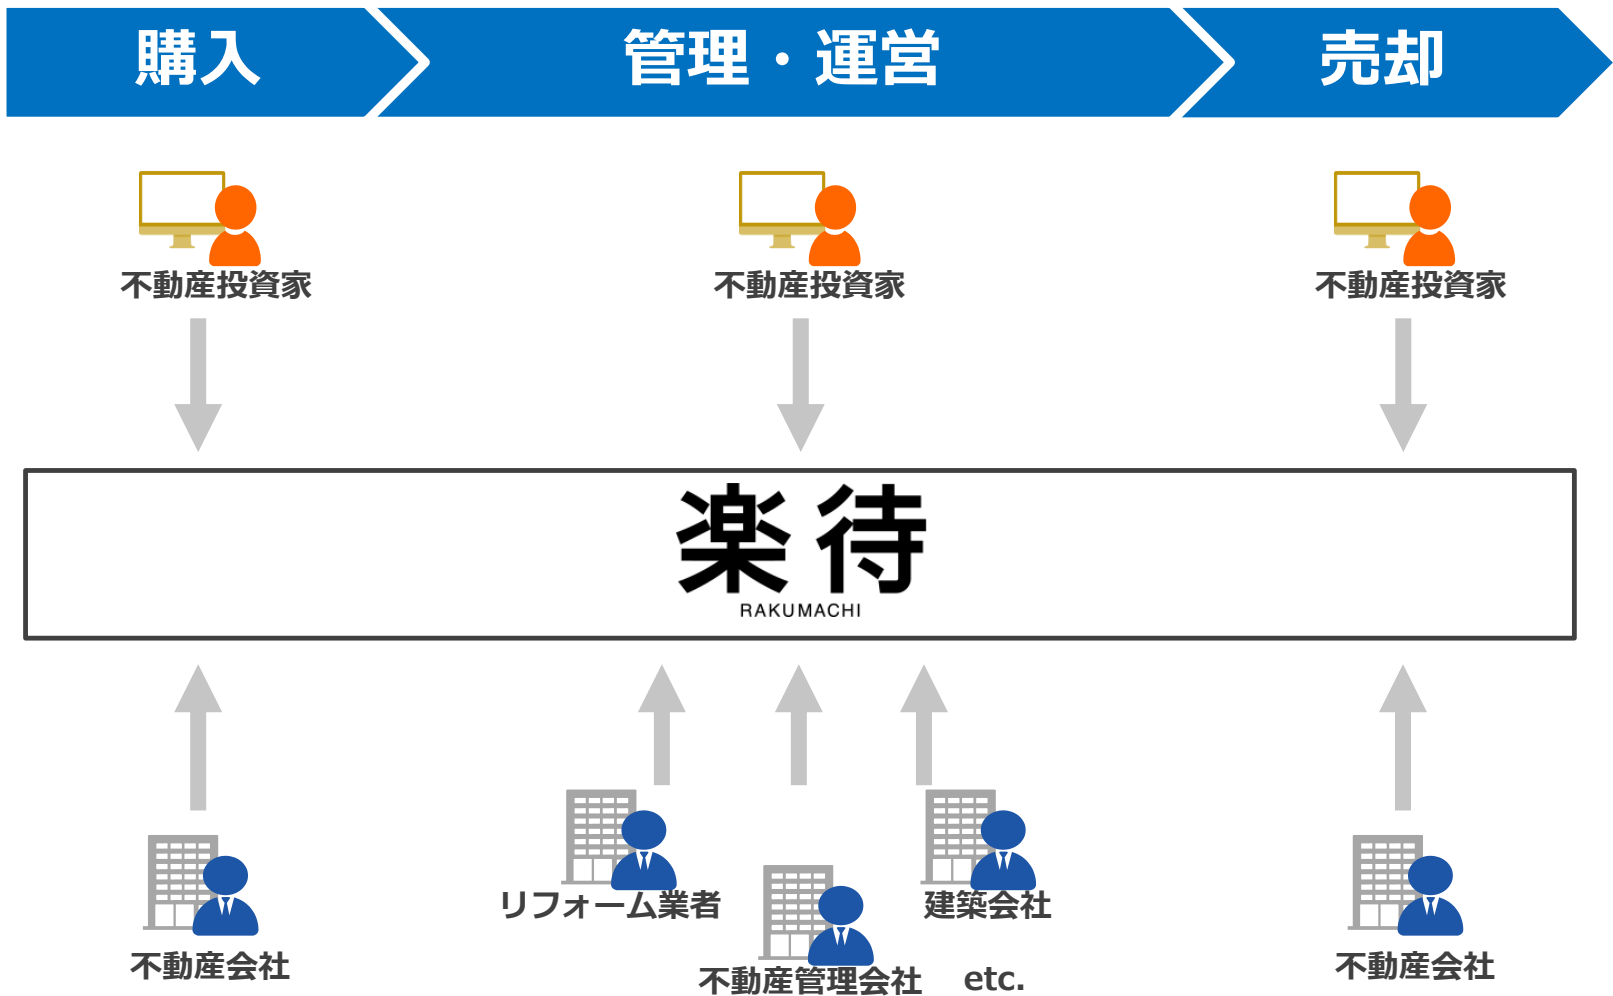 購入
管理・運営
売却
不動産投資家
不動産投資家
不動産投資家
楽待
RAKUMACHI
リフォーム業者
建築会社
不動産会社
不動産管理会社
etc.
不動産会社